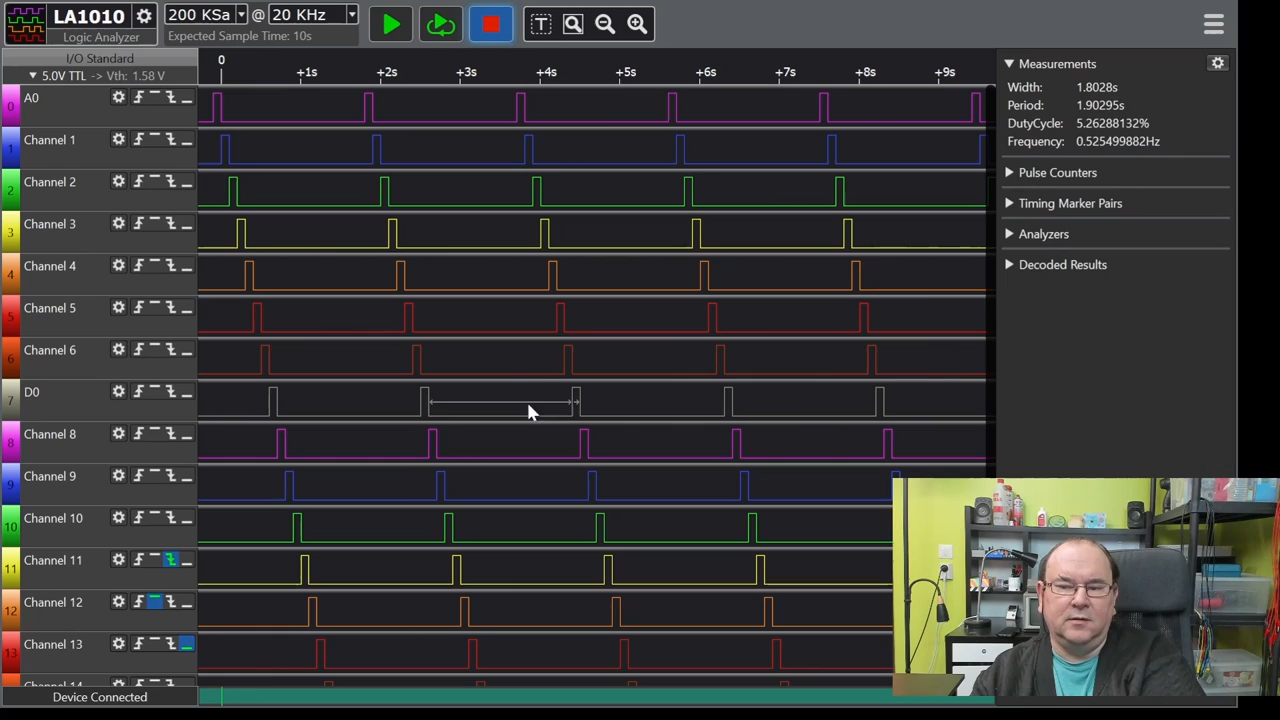 LA1010
Logic Analyzer
200 KSa @ 20 KHz
Expected Sample Time: 10s
T
I/O Standard
5.0V TTL -> Vth: 1.58 V
0 +1s +2s +3s +4s +5s +6s +7s +8s +9s
0 A0
1 Channel 1
2 Channel 2
3 Channel 3
4 Channel 4
5 Channel 5
6 Channel 6
7 D0
8 Channel 8
9 Channel 9
10 Channel 10
11 Channel 11
12 Channel 12
13 Channel 13
Channel 14
Device Connected
Measurements
Width: 1.8028s
Period: 1.90295s
DutyCycle: 5.26288132%
Frequency: 0.525499882Hz
Pulse Counters
Timing Marker Pairs
Analyzers
Decoded Results